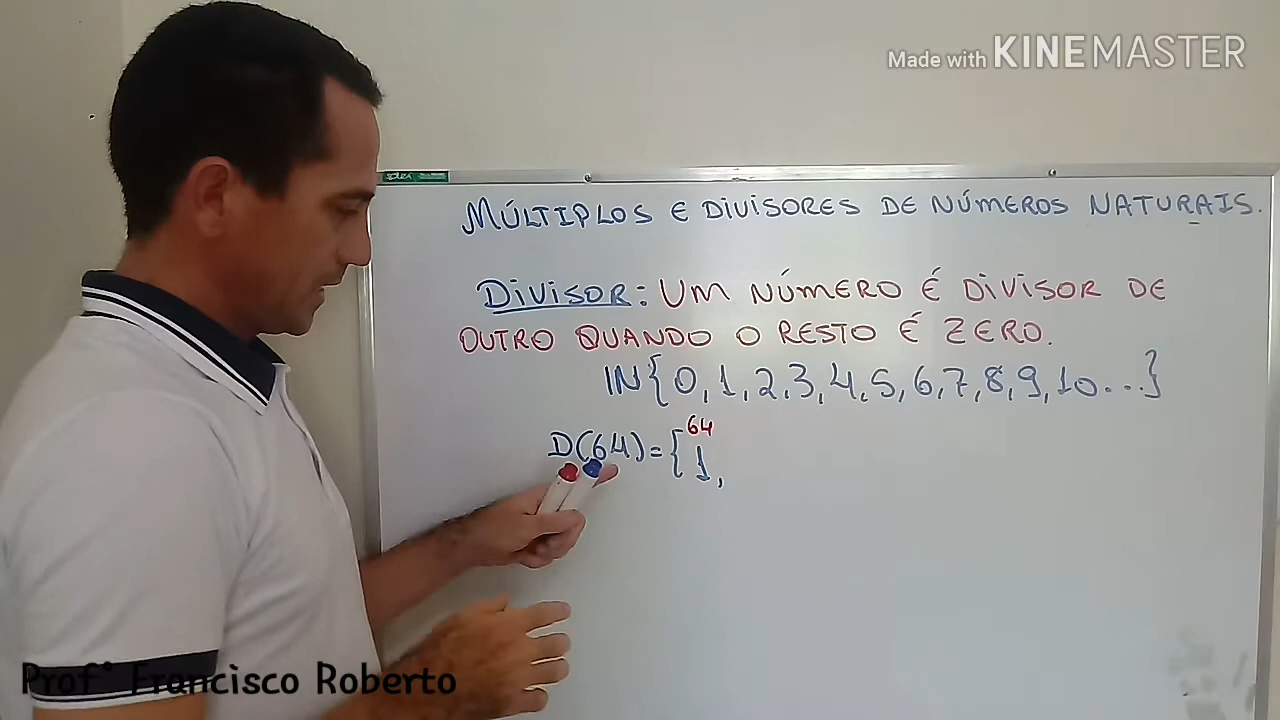 Made with KINEMASTER
MÚLTIPLOS E DIVISORES DE NÚMEROS NATURAIS.
DIVISOR: UM NÚMERO É DIVISOR DE
OUTRO QUANDO O RESTO É ZERO.
IN{0,1,2,3,4,5,6,7,8,9,10...}
64
D(64)={1,
Prof° Francisco Roberto